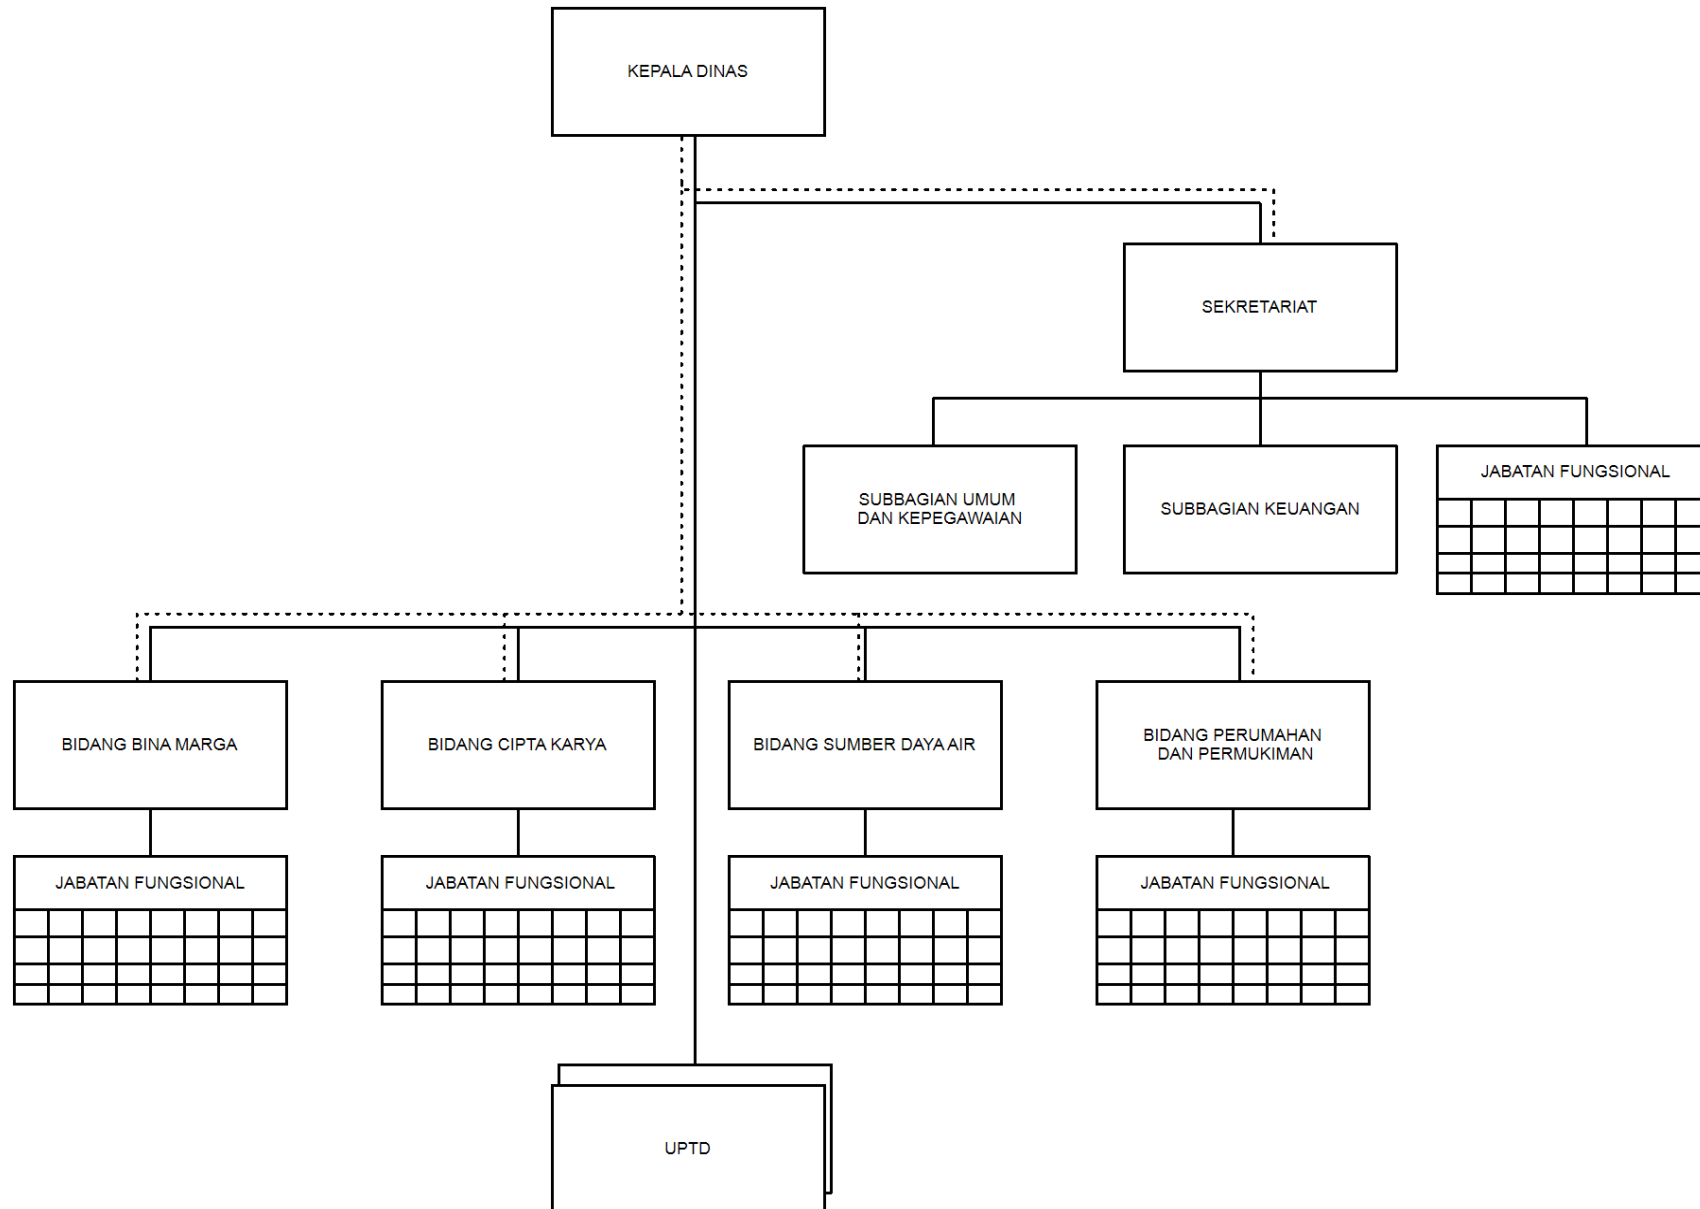 KEPALA DINAS
SEKRETARIAT
SUBBAGIAN UMUM
DAN KEPEGAWAIAN
SUBBAGIAN KEUANGAN
JABATAN FUNGSIONAL
BIDANG BINA MARGA
BIDANG CIPTA KARYA
BIDANG SUMBER DAYA AIR
BIDANG PERUMAHAN
DAN PERMUKIMAN
JABATAN FUNGSIONAL
JABATAN FUNGSIONAL
JABATAN FUNGSIONAL
JABATAN FUNGSIONAL
UPTD